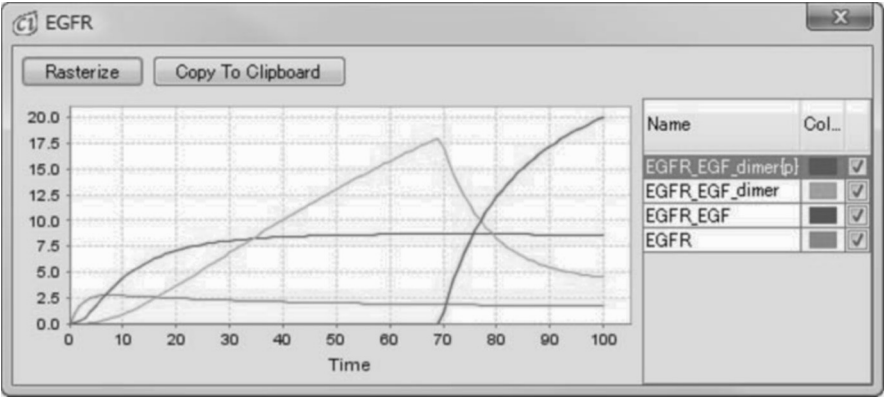 EGFR
Rasterize
Copy To Clipboard
20.0
17.5
15.0
12.5
10.0
7.5
5.0
2.5
0.0
0 10 20 30 40 50 60 70 80 90 100
Time
Name Col...
EGFR_EGF_dimer{p}
EGFR_EGF_dimer
EGFR_EGF
EGFR